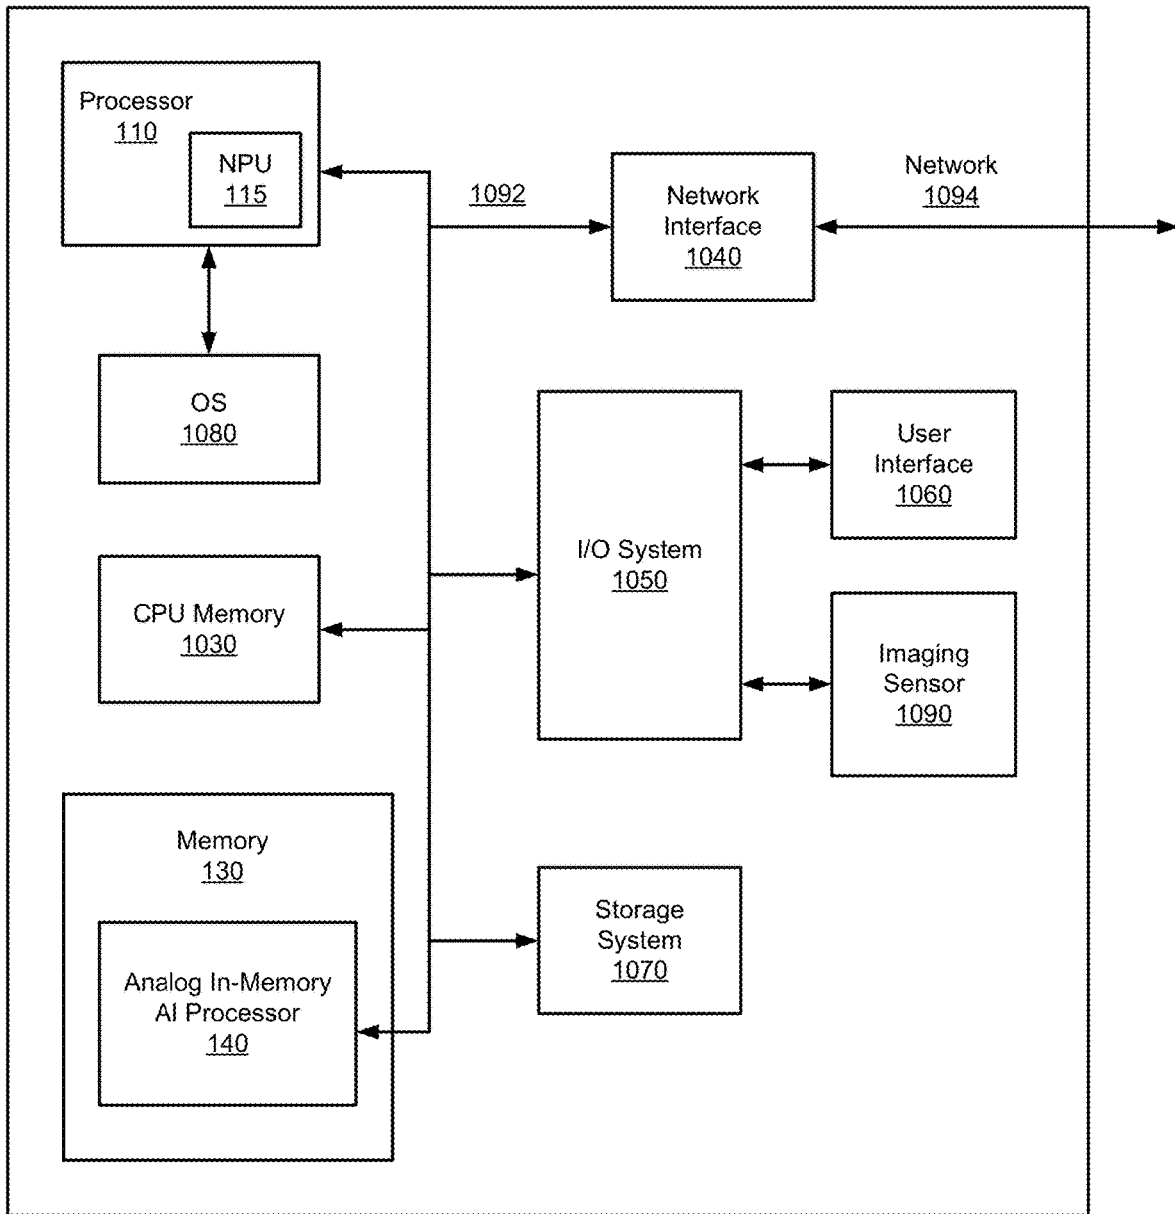 Processor
110
NPU
115
1092
Network
Interface
1040
Network
1094
OS
1080
I/O System
1050
User
Interface
1060
CPU Memory
1030
Imaging
Sensor
1090
Memory
130
Analog In-Memory
AI Processor
140
Storage
System
1070